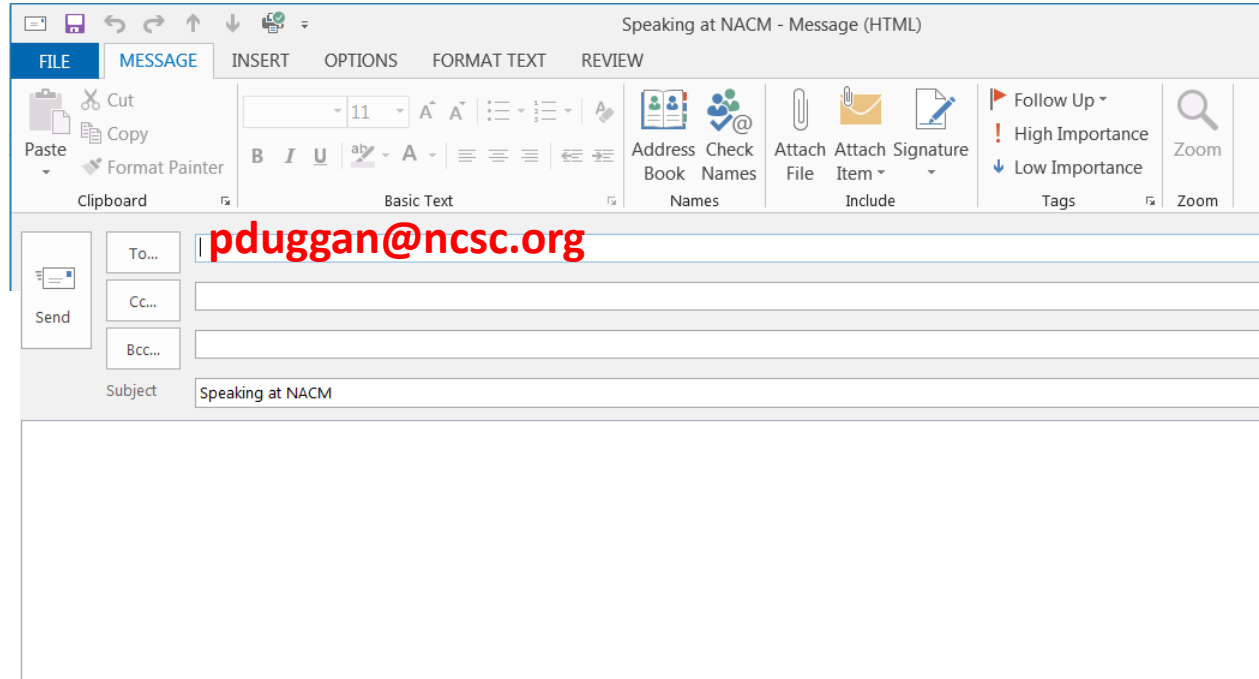 Speaking at NACM - Message (HTML)
FILE MESSAGE INSERT OPTIONS FORMAT TEXT REVIEW
Cut
Copy
Format Painter
Paste
Clipboard
11 A A
B I U ab A
Basic Text
Address Book
Check Names
Names
Attach File
Attach Item
Signature
Include
Follow Up
High Importance
Low Importance
Tags
Zoom
Zoom
To... pduggan@ncsc.org
Cc...
Send
Bcc...
Subject Speaking at NACM